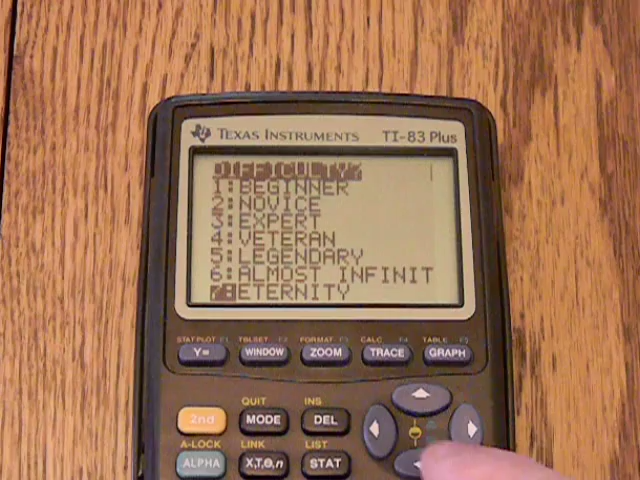 TEXAS INSTRUMENTS TI-83 Plus
DIFFICULTY?
1:BEGINNER
2:NOVICE
3:EXPERT
4:VETERAN
5:LEGENDARY
6:ALMOST INFINIT
7:ETERNITY
STAT PLOT F1 TBLSET F2 FORMAT F3 CALC F4 TABLE F5
Y= WINDOW ZOOM TRACE GRAPH
QUIT INS
2nd MODE DEL
A-LOCK LINK LIST
ALPHA X,T,Θ,n STAT